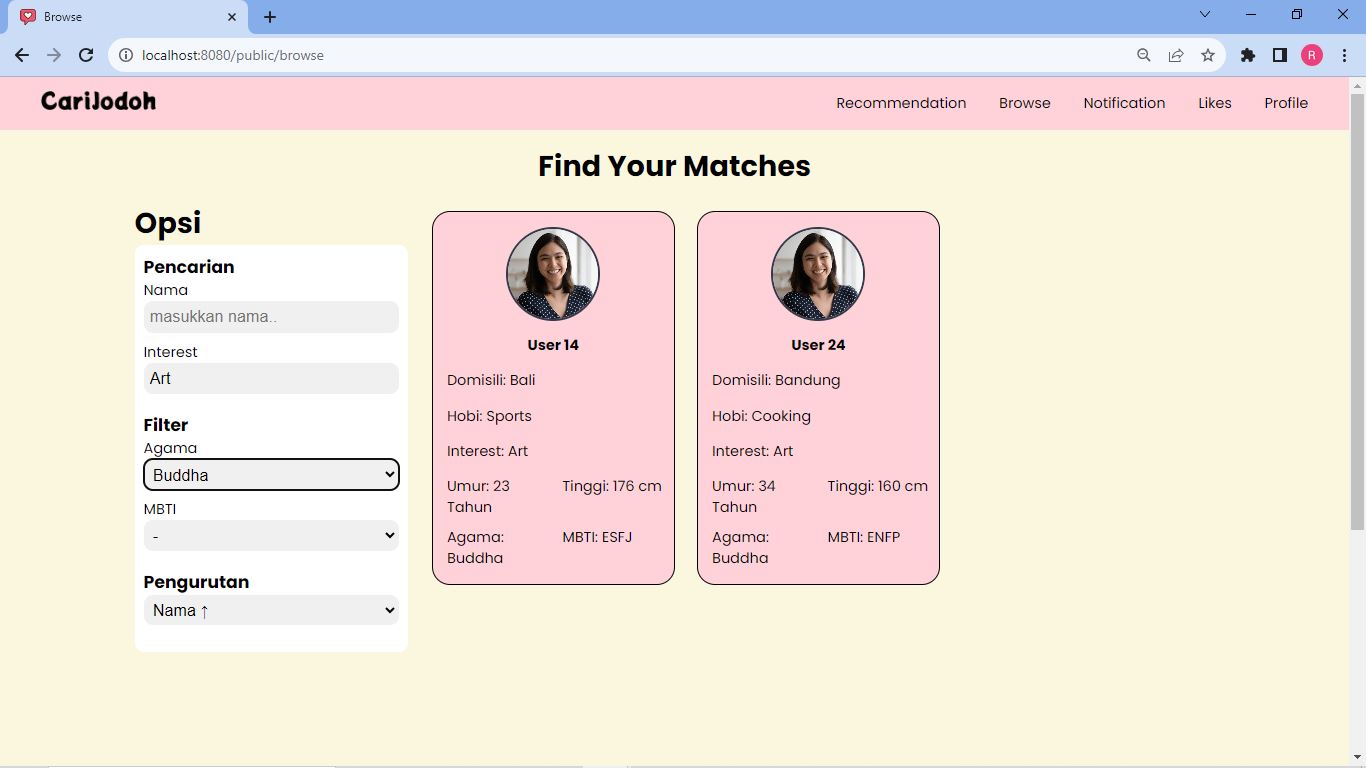 Browse
localhost:8080/public/browse
R
CariJodoh
Recommendation Browse Notification Likes Profile
Find Your Matches
Opsi
Pencarian
Nama
masukkan nama..
Interest
Art
Filter
Agama
Buddha
MBTI
-
Pengurutan
Nama ↑
User 14
Domisili: Bali
Hobi: Sports
Interest: Art
Umur: 23 Tinggi: 176 cm
Tahun
Agama: MBTI: ESFJ
Buddha
User 24
Domisili: Bandung
Hobi: Cooking
Interest: Art
Umur: 34 Tinggi: 160 cm
Tahun
Agama: MBTI: ENFP
Buddha